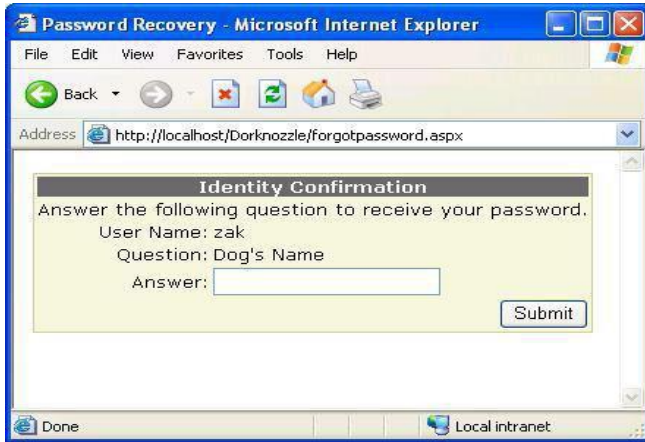 Password Recovery - Microsoft Internet Explorer
File Edit View Favorites Tools Help
Back
Address http://localhost/Dorknozzle/forgotpassword.aspx
Identity Confirmation
Answer the following question to receive your password.
User Name: zak
Question: Dog's Name
Answer:
Submit
Done Local intranet